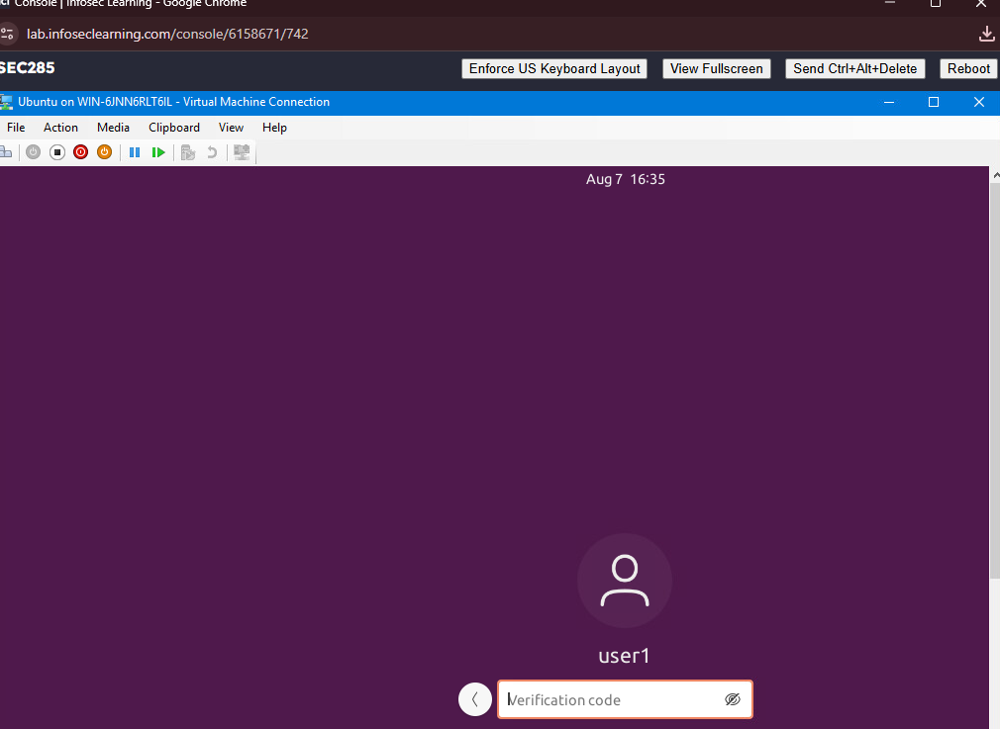 Console | Infosec Learning - Google Chrome
lab.infoseclearning.com/console/6158671/742
SEC285
Enforce US Keyboard Layout View Fullscreen Send Ctrl+Alt+Delete Reboot
Ubuntu on WIN-6JNN6RLT6IL - Virtual Machine Connection
File Action Media Clipboard View Help
Aug 7 16:35
user1
Verification code